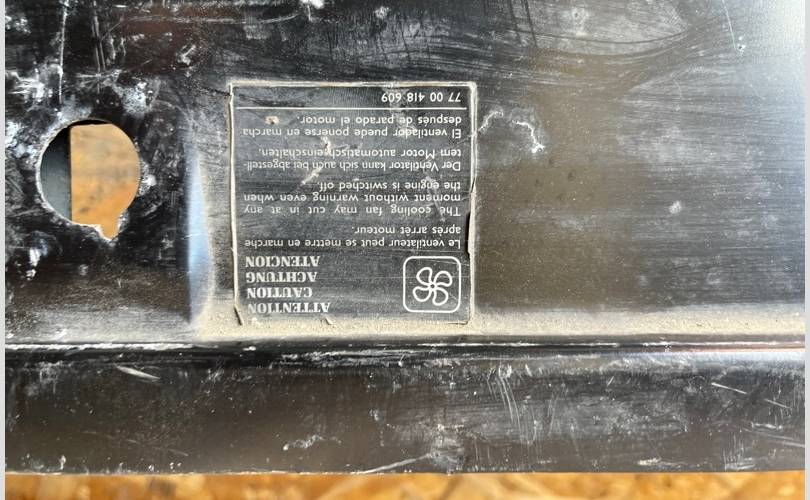 ATTENTION
CAUTION
ACHTUNG
ATENCION
Le ventilateur peut se mettre en marche
aprés arrêt moteur.
The cooling fan may cut in at any
moment without warning even when
the engine is switched off.
Der Ventilator kann sich auch bei abgestell-
tem Motor automatisch einschalten.
El ventilador puede ponerse en marcha
después de parado el motor.
77 00 418 609